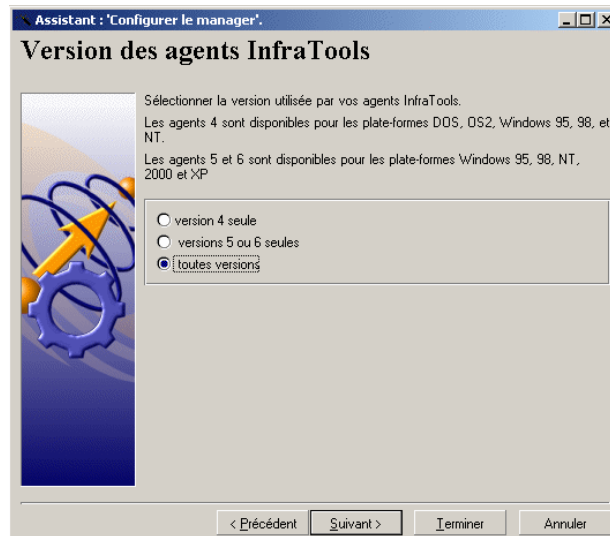 Assistant : 'Configurer le manager'.
Version des agents InfraTools
Sélectionner la version utilisée par vos agents InfraTools.
Les agents 4 sont disponibles pour les plate-formes DOS, OS2, Windows 95, 98, et
NT.
Les agents 5 et 6 sont disponibles pour les plate-formes Windows 95, 98, NT,
2000 et XP
version 4 seule
versions 5 ou 6 seules
toutes versions
< Précédent Suivant > Terminer Annuler